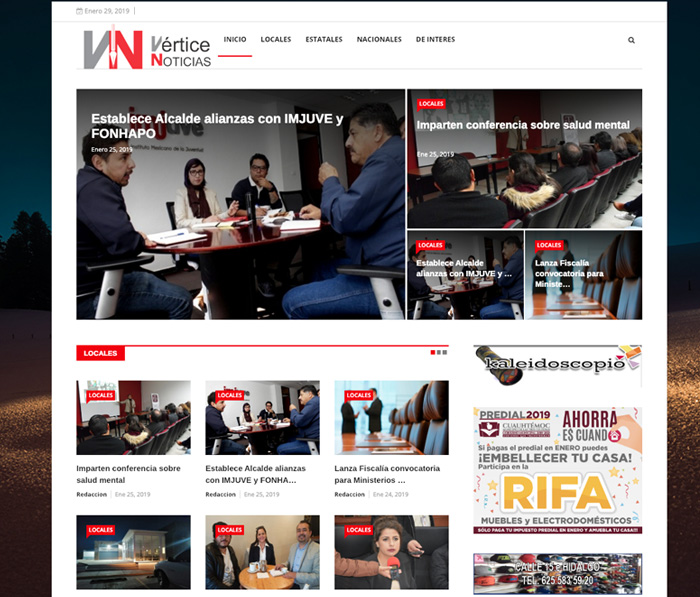 Enero 29, 2019
Vértice
NOTICIAS
INICIO LOCALES ESTATALES NACIONALES DE INTERES
Establece Alcalde alianzas con IMJUVE y
FONHAPO
Enero 25, 2019
injuve
Instituto Mexicano de la Juventud
LOCALES
Imparten conferencia sobre salud mental
Ene 25, 2019
LOCALES
Establece Alcalde
alianzas con IMJUVE y ...
LOCALES
Lanza Fiscalía
convocatoria para
Ministe...
LOCALES
LOCALES
Imparten conferencia sobre
salud mental
Redaccion Ene 25, 2019
LOCALES
Establece Alcalde alianzas
con IMJUVE y FONHA...
Redaccion Ene 25, 2019
LOCALES
Lanza Fiscalía convocatoria
para Ministerios ...
Redaccion Ene 24, 2019
LOCALES
LOCALES
LOCALES
kaleidoscopio
PREDIAL 2019
CUAUHTÉMOC
AHORRA
ES CUANDO
Si pagas el predial en ENERO puedes
¡EMBELLECER TU CASA!
Participa en la
RIFA
MUEBLES y ELECTRODOMÉSTICOS
SÓLO PAGA TU IMPUESTO PREDIAL EN ENERO Y AMUEBLA TU CASA
CALLE 15 e HIDALGO
TEL. 625 583 59 20